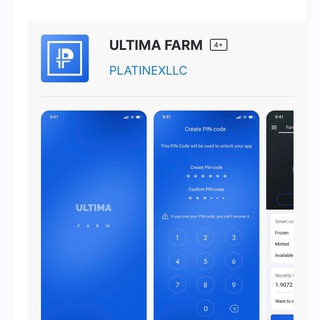 ULTIMA FARM 4+
PLATINEXLLC
9:41
ULTIMA
FARM
9:41
Create PIN-code
This PIN-Code will be used to unlock your app
Create Pin-code
Confirm PIN code
If you lose your PIN-code, you can't recover it
1 2 3
4 5 6
7 8 9
0
9:41
Farm
Smart co
Frozen
Minted
Available
Monthly
1.9072
Want to